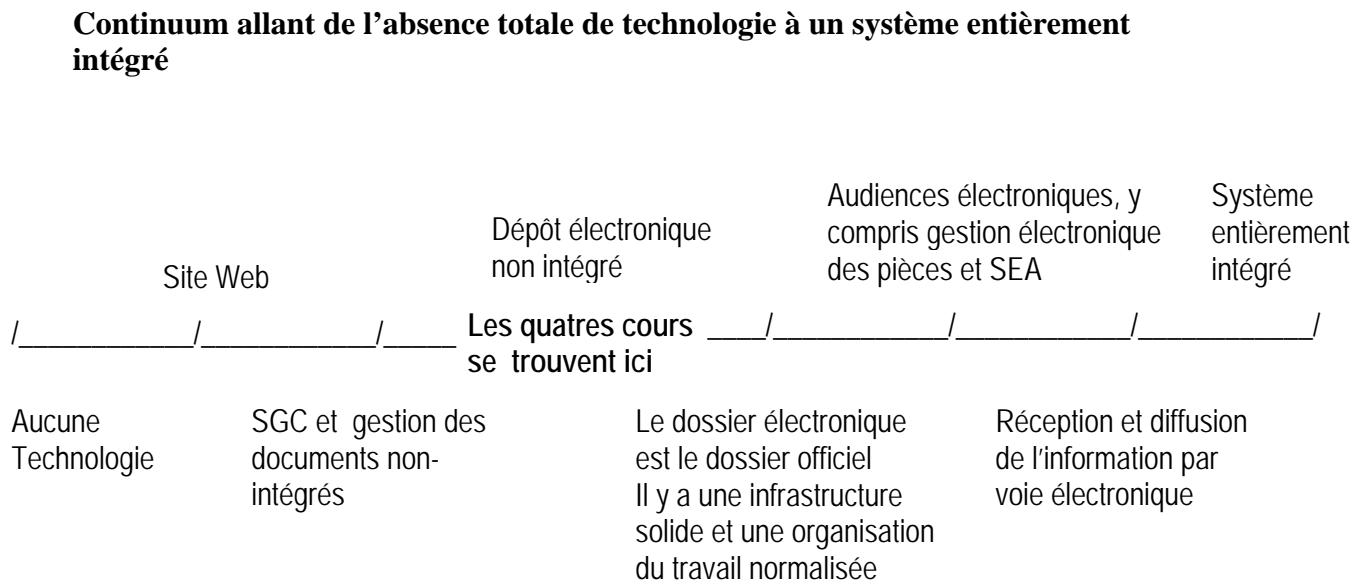 Continuum allant de l’absence totale de technologie à un système entièrement
intégré
Site Web
Dépôt électronique
non intégré
Audiences électroniques, y
compris gestion électronique
des pièces et SEA
Système
entièrement
intégré
/____________/____________/_____ Les quatres cours ____/____________/____________/____________/
se trouvent ici
Aucune
Technologie
SGC et gestion des
documents non-
intégrés
Le dossier électronique
est le dossier officiel
Il y a une infrastructure
solide et une organisation
du travail normalisée
Réception et diffusion
de l’information par
voie électronique